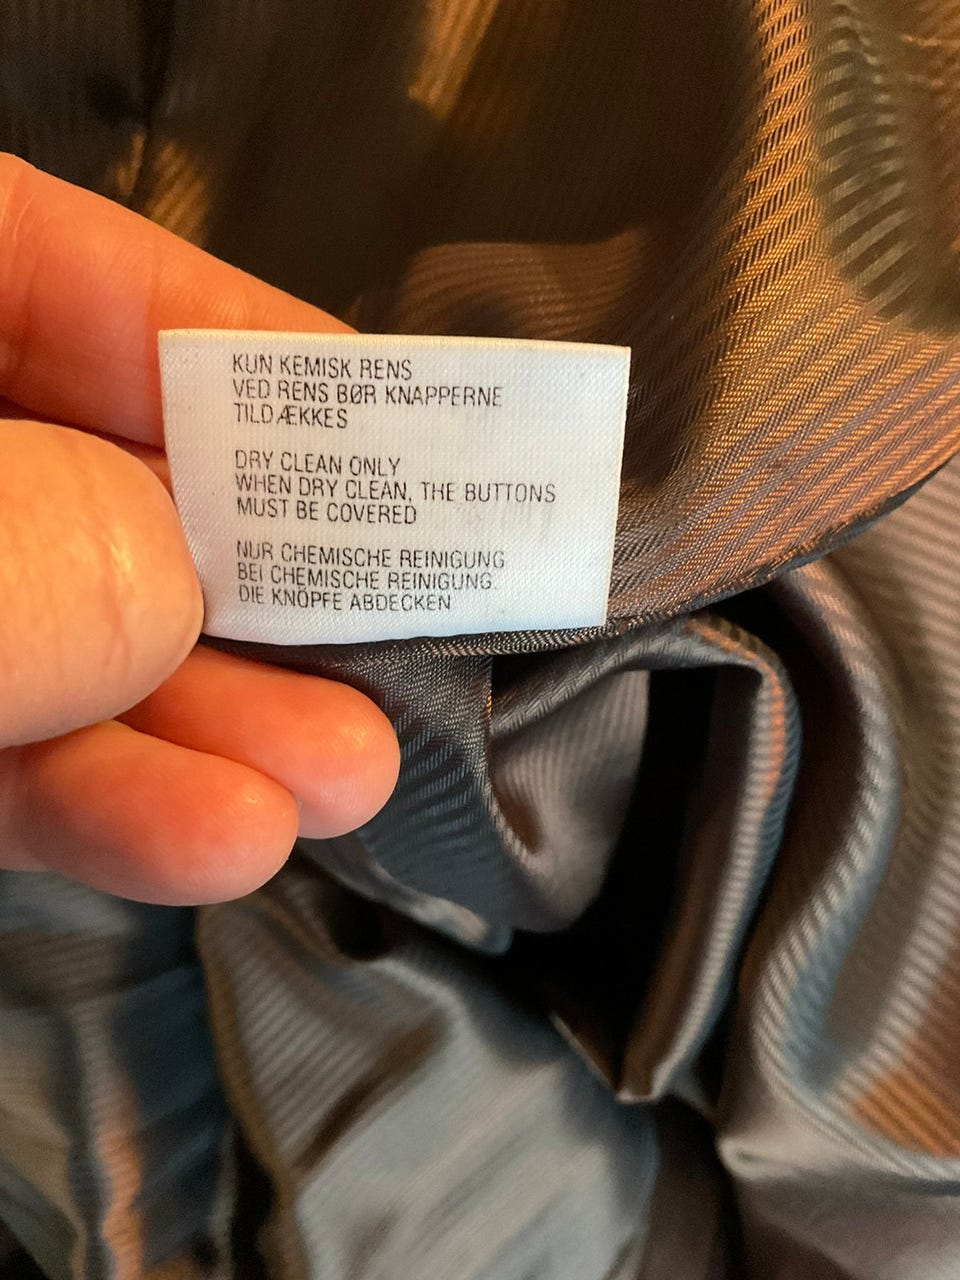 KUN KEMISK RENS
VED RENS BØR KNAPPERNE
TILDÆKKES
DRY CLEAN ONLY
WHEN DRY CLEAN, THE BUTTONS
MUST BE COVERED
NUR CHEMISCHE REINIGUNG
BEI CHEMISCHE REINIGUNG.
DIE KNÖPFE ABDECKEN